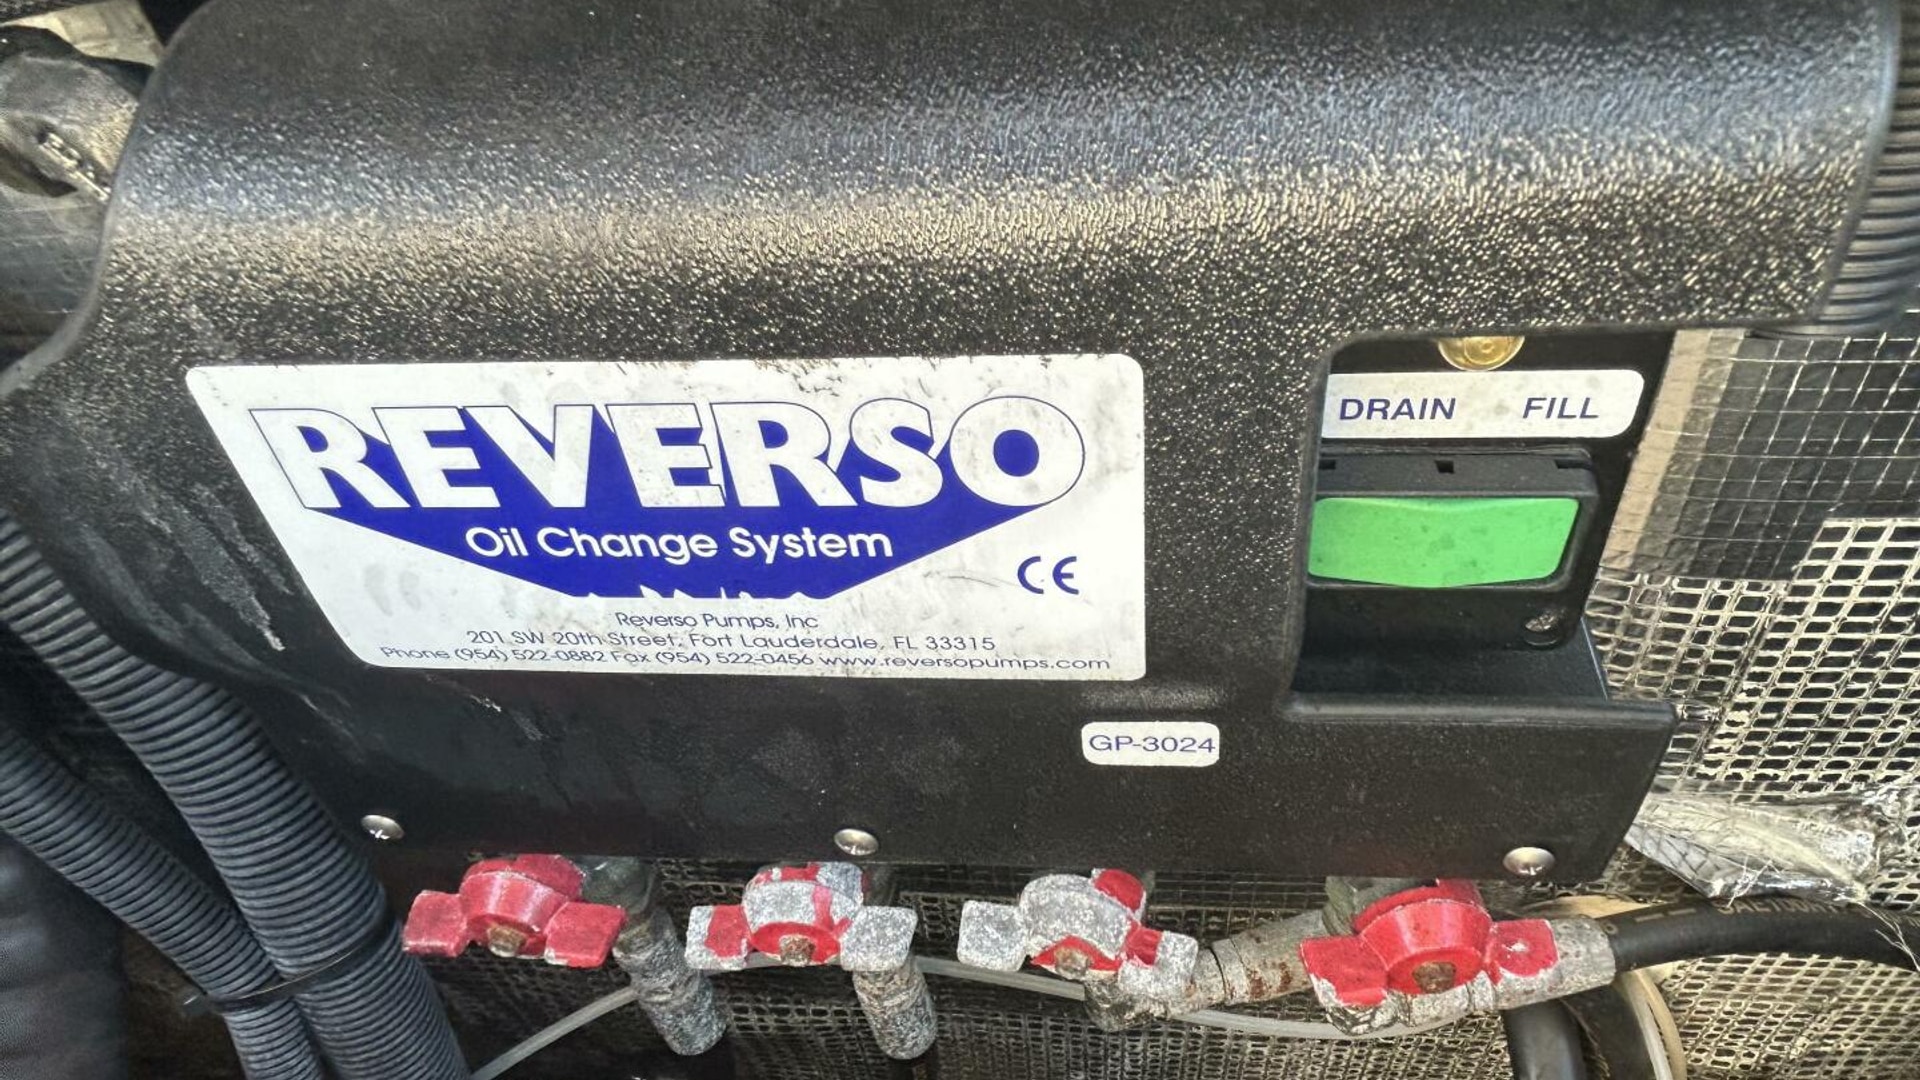 REVERSO
Oil Change System
CE
Reverso Pumps, Inc
201 SW 20th Street, Fort Lauderdale, FL 33315
Phone (954) 522-0882 Fax (954) 522-0456 www.reversopumps.com
DRAIN FILL
GP-3024